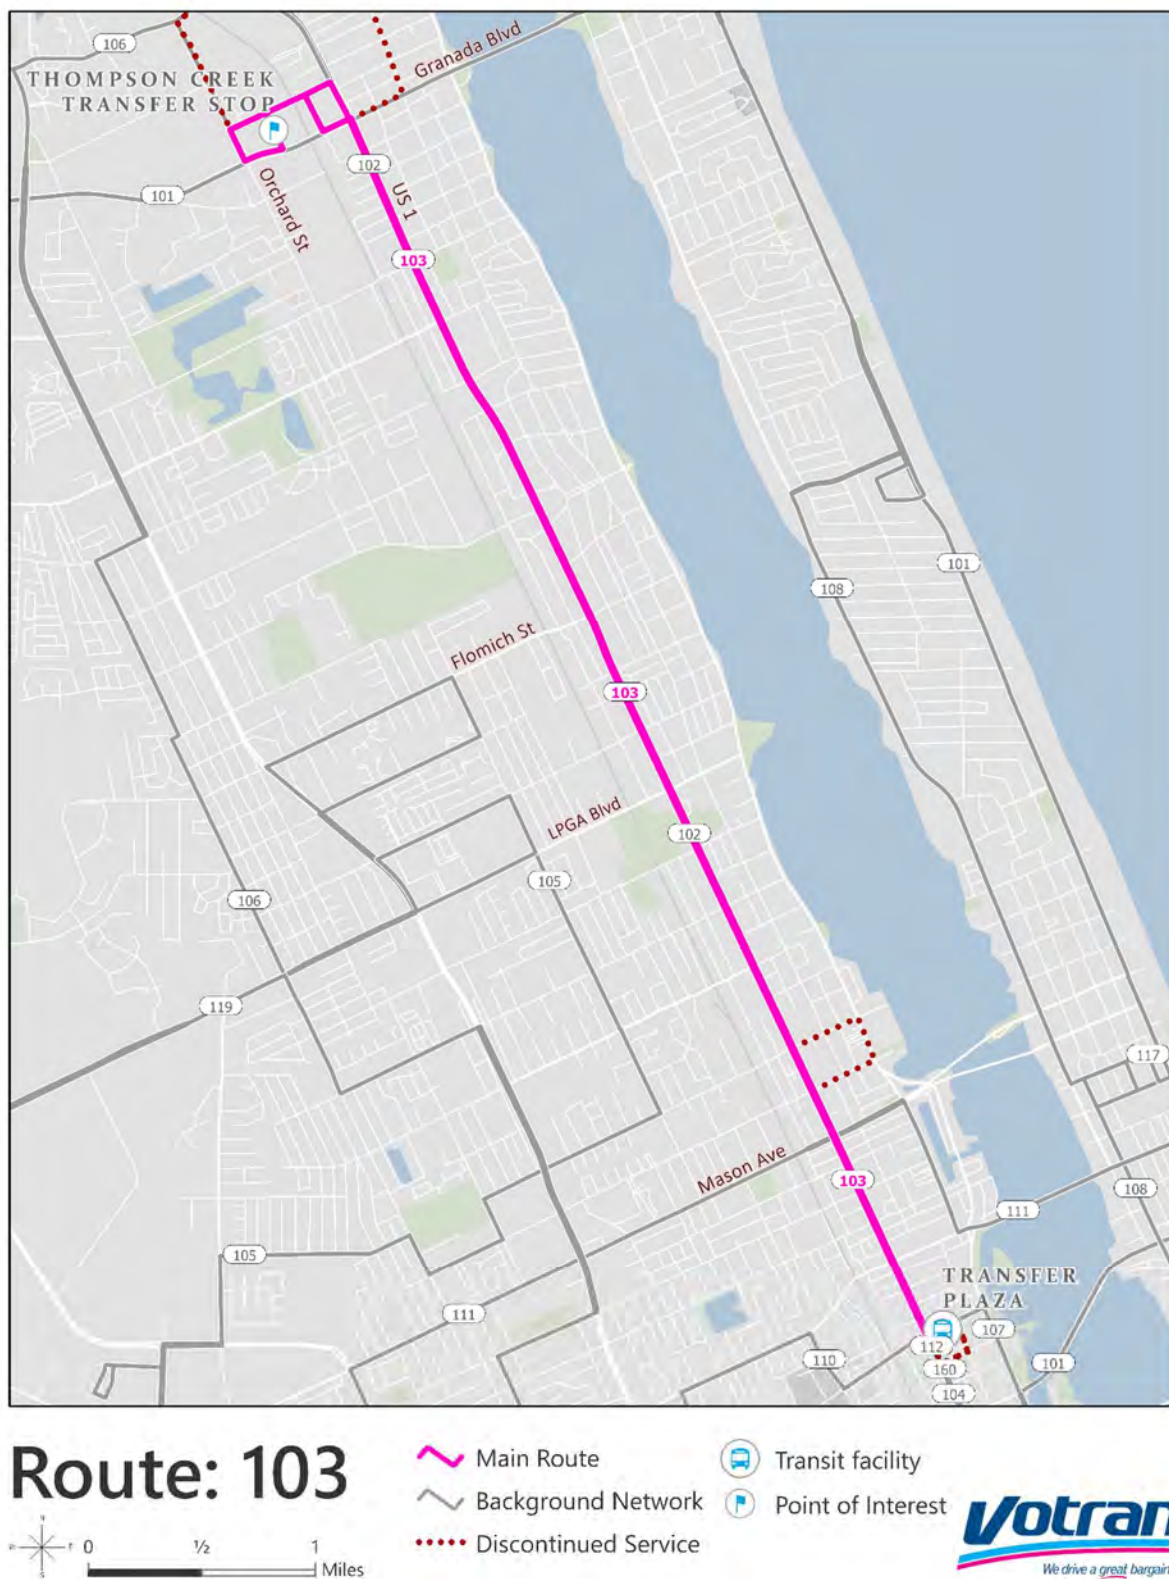 106
Granada Blvd
THOMPSON CREEK
TRANSFER STOP
102
101
US 1
Orchard St
103
101
108
Flomich St
103
LPGA Blvd
102
105
106
119
117
Mason Ave
103
108
111
105
TRANSFER
PLAZA
111
107
112
110
101
160
104
Route: 103
Main Route
Background Network
Discontinued Service
Transit facility
Point of Interest
N
S
0 ½ 1
Miles
Votran
We drive a great bargain